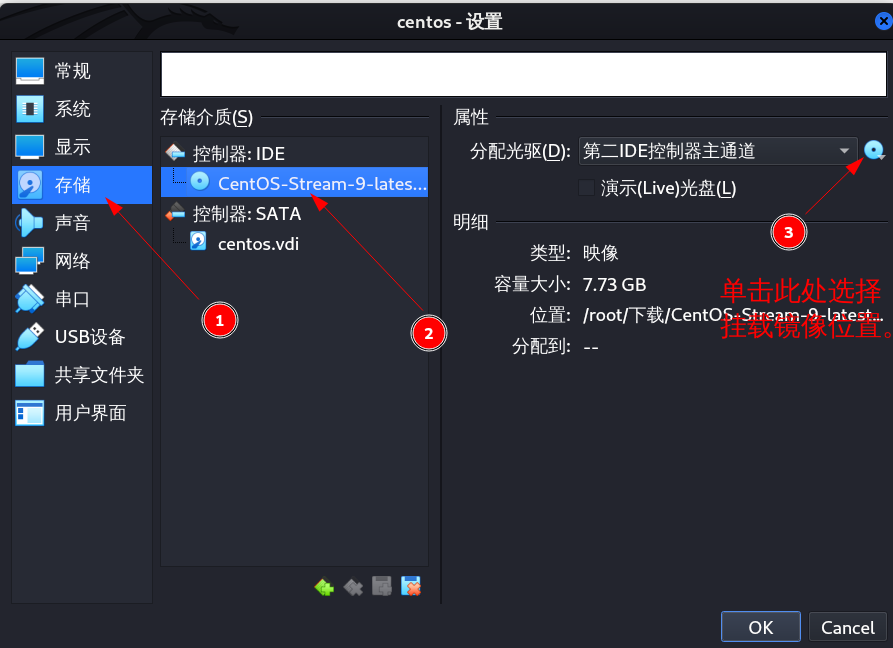 centos - 设置
常规
系统
显示
存储
声音
网络
串口
USB设备
共享文件夹
用户界面
存储介质(S)
控制器: IDE
CentOS-Stream-9-lates...
控制器: SATA
centos.vdi
属性
分配光驱(D): 第二IDE控制器主通道
演示(Live)光盘(L)
明细
类型: 映像
容量大小: 7.73 GB
位置: /root/下载/CentOS-Stream-9-latest...
分配到: --
1
2
3
单击此处选择
挂载镜像位置。
OK
Cancel